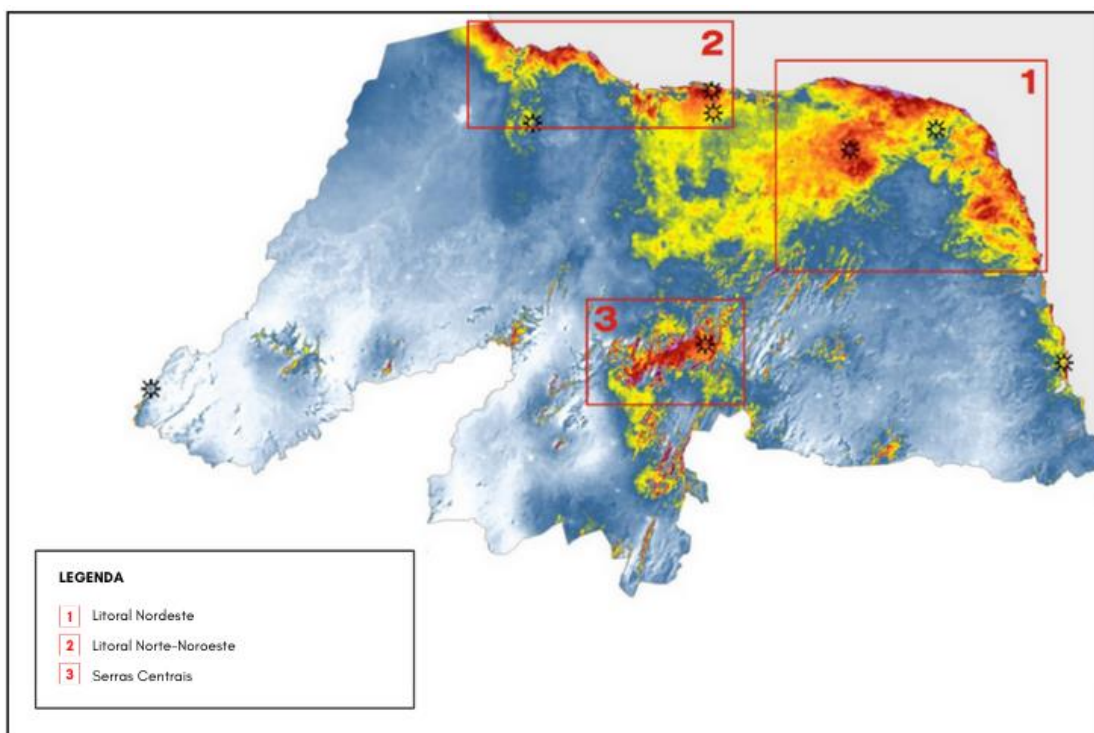 2
1
3
LEGENDA
1 Litoral Nordeste
2 Litoral Norte-Noroeste
3 Serras Centrais